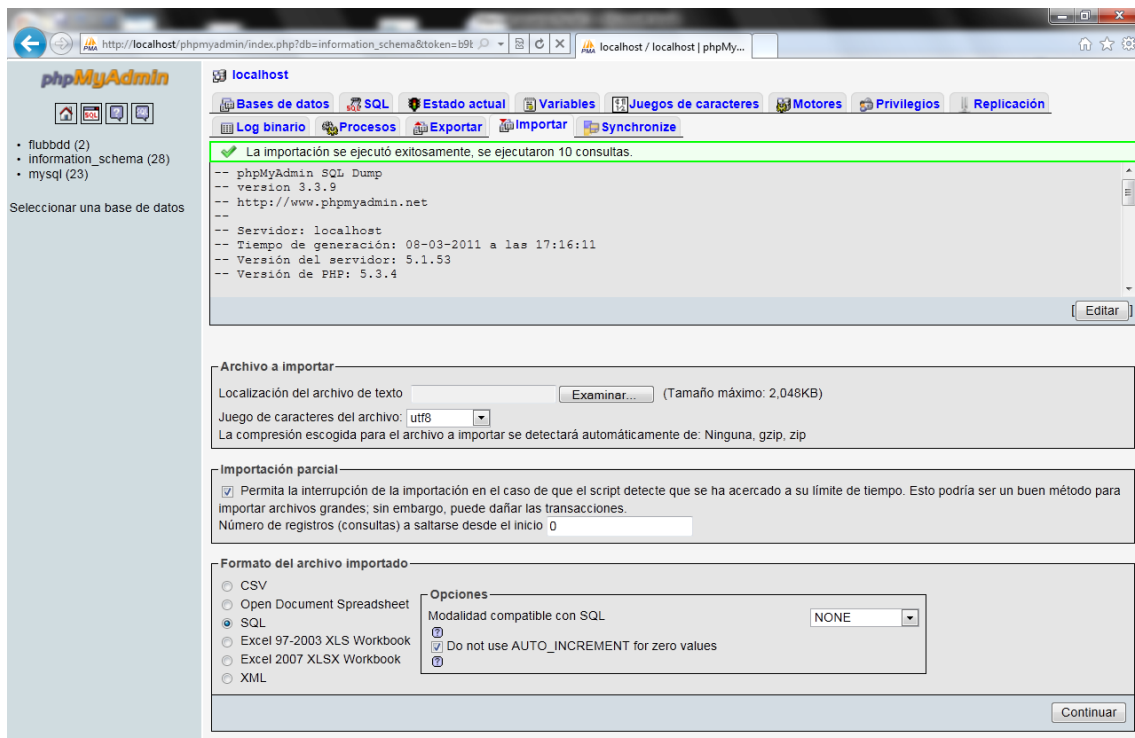 http://localhost/phpmyadmin/index.php?db=information_schema&token=b9t
localhost / localhost | phpMy...
phpMyAdmin
localhost
Bases de datos SQL Estado actual Variables Juegos de caracteres Motores Privilegios Replicación
Log binario Procesos Exportar Importar Synchronize
flubbdd (2)
information_schema (28)
mysql (23)
Seleccionar una base de datos
La importación se ejecutó exitosamente, se ejecutaron 10 consultas.
-- phpMyAdmin SQL Dump
-- version 3.3.9
-- http://www.phpmyadmin.net
--
-- Servidor: localhost
-- Tiempo de generación: 08-03-2011 a las 17:16:11
-- Versión del servidor: 5.1.53
-- Versión de PHP: 5.3.4
[ Editar ]
Archivo a importar
Localización del archivo de texto Examinar... (Tamaño máximo: 2,048KB)
Juego de caracteres del archivo: utf8
La compresión escogida para el archivo a importar se detectará automáticamente de: Ninguna, gzip, zip
Importación parcial
Permita la interrupción de la importación en el caso de que el script detecte que se ha acercado a su límite de tiempo. Esto podría ser un buen método para
importar archivos grandes; sin embargo, puede dañar las transacciones.
Número de registros (consultas) a saltarse desde el inicio 0
Formato del archivo importado
CSV
Open Document Spreadsheet
SQL
Excel 97-2003 XLS Workbook
Excel 2007 XLSX Workbook
XML
Opciones
Modalidad compatible con SQL NONE
Do not use AUTO_INCREMENT for zero values
Continuar